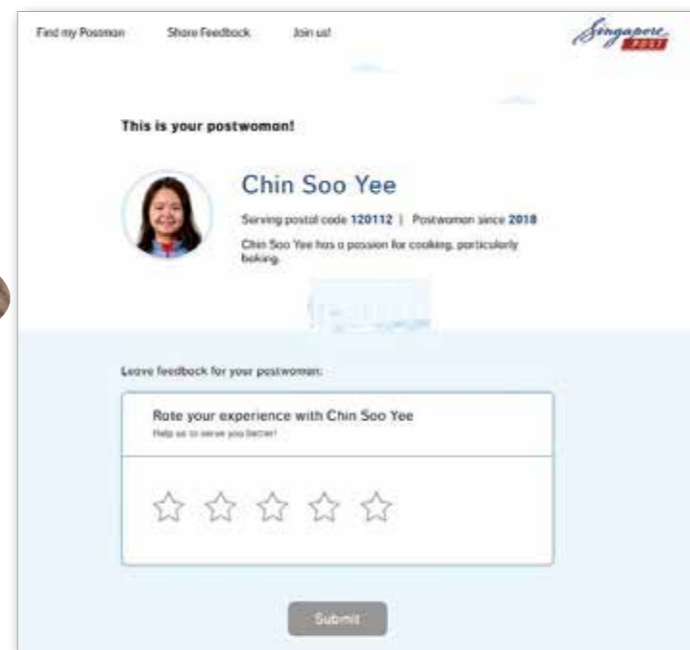 Find my Postman Share Feedback Join us!
Singapore
POST
This is your postwoman!
Chin Soo Yee
Serving postal code 120112 | Postwoman since 2018
Chin Soo Yee has a passion for cooking, particularly
baking.
Leave feedback for your postwoman:
Rate your experience with Chin Soo Yee
Help us to serve you better!
Submit